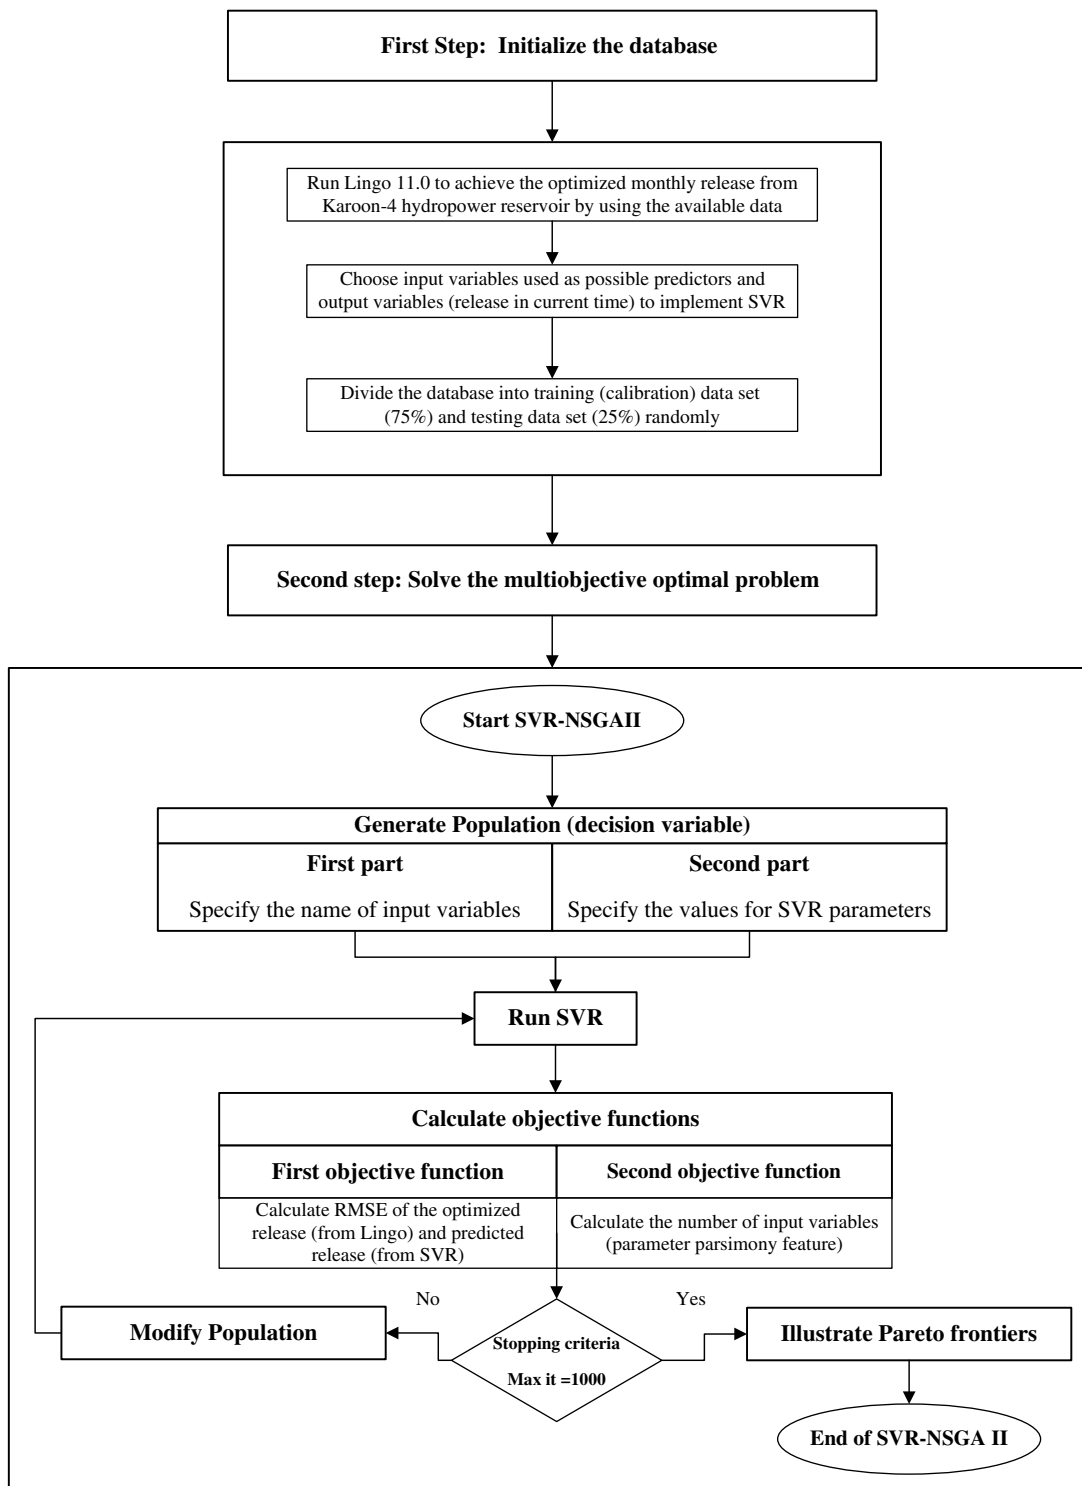 First Step: Initialize the database
Run Lingo 11.0 to achieve the optimized monthly release from
Karoon-4 hydropower reservoir by using the available data
Choose input variables used as possible predictors and
output variables (release in current time) to implement SVR
Divide the database into training (calibration) data set
(75%) and testing data set (25%) randomly
Second step: Solve the multiobjective optimal problem
Start SVR-NSGAII
Generate Population (decision variable)
First part
Specify the name of input variables
Second part
Specify the values for SVR parameters
Run SVR
Calculate objective functions
First objective function
Calculate RMSE of the optimized
release (from Lingo) and predicted
release (from SVR)
Second objective function
Calculate the number of input variables
(parameter parsimony feature)
No
Yes
Modify Population
Stopping criteria
Max it =1000
Illustrate Pareto frontiers
End of SVR-NSGA II